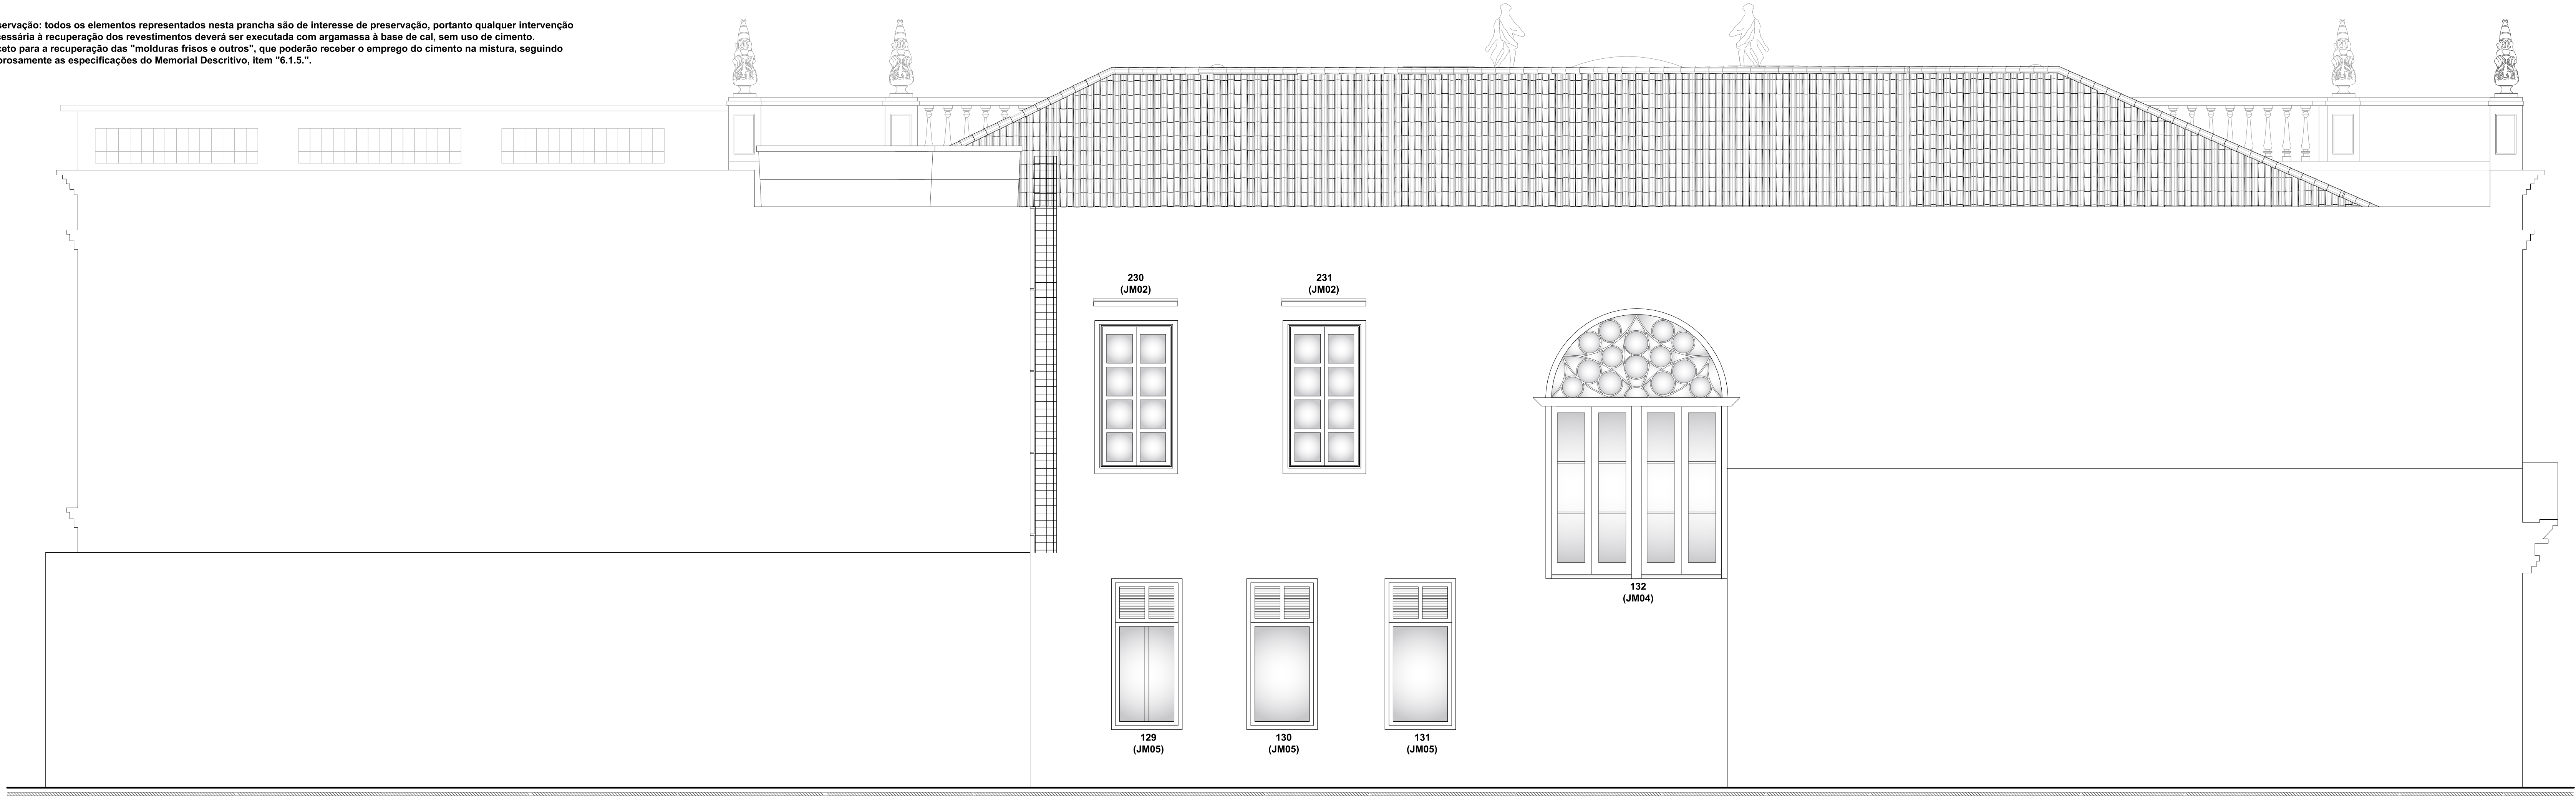 servação: todos os elementos representados nesta prancha são de interesse de preservação, portanto qualquer intervenção
cessária à recuperação dos revestimentos deverá ser executada com argamassa à base de cal, sem uso de cimento.
ceto para a recuperação das "molduras frisos e outros", que poderão receber o emprego do cimento na mistura, seguindo
orosamente as especificações do Memorial Descritivo, item "6.1.5.".
230
(JM02)
231
(JM02)
132
(JM04)
129
(JM05)
130
(JM05)
131
(JM05)